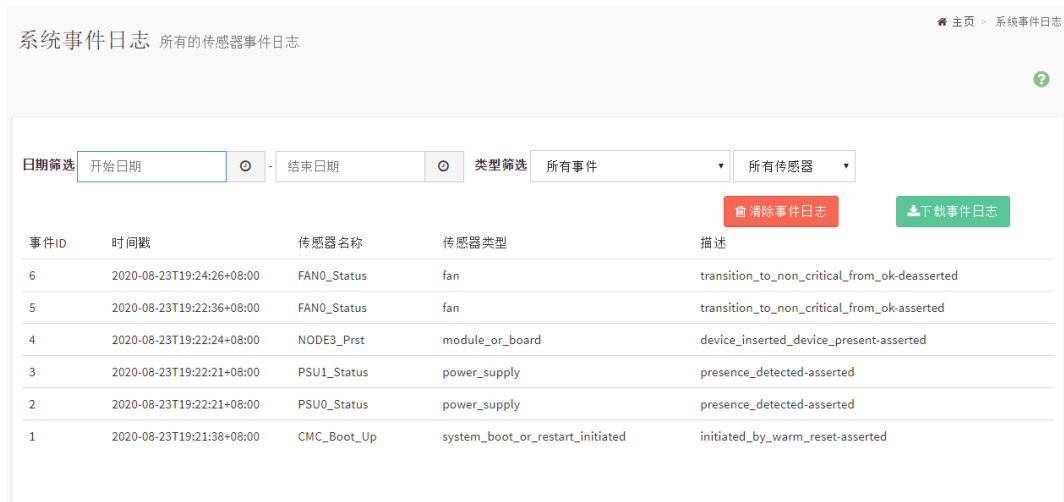 主页 > 系统事件日志
系统事件日志 所有的传感器事件日志
日期筛选 开始日期 - 结束日期 类型筛选 所有事件 所有传感器
清除事件日志 下载事件日志
事件ID 时间戳 传感器名称 传感器类型 描述
6 2020-08-23T19:24:26+08:00 FAN0_Status fan transition_to_non_critical_from_ok-deasserted
5 2020-08-23T19:22:36+08:00 FAN0_Status fan transition_to_non_critical_from_ok-asserted
4 2020-08-23T19:22:24+08:00 NODE3_Prst module_or_board device_inserted_device_present-asserted
3 2020-08-23T19:22:21+08:00 PSU1_Status power_supply presence_detected-asserted
2 2020-08-23T19:22:21+08:00 PSU0_Status power_supply presence_detected-asserted
1 2020-08-23T19:21:38+08:00 CMC_Boot_Up system_boot_or_restart_initiated initiated_by_warm_reset-asserted